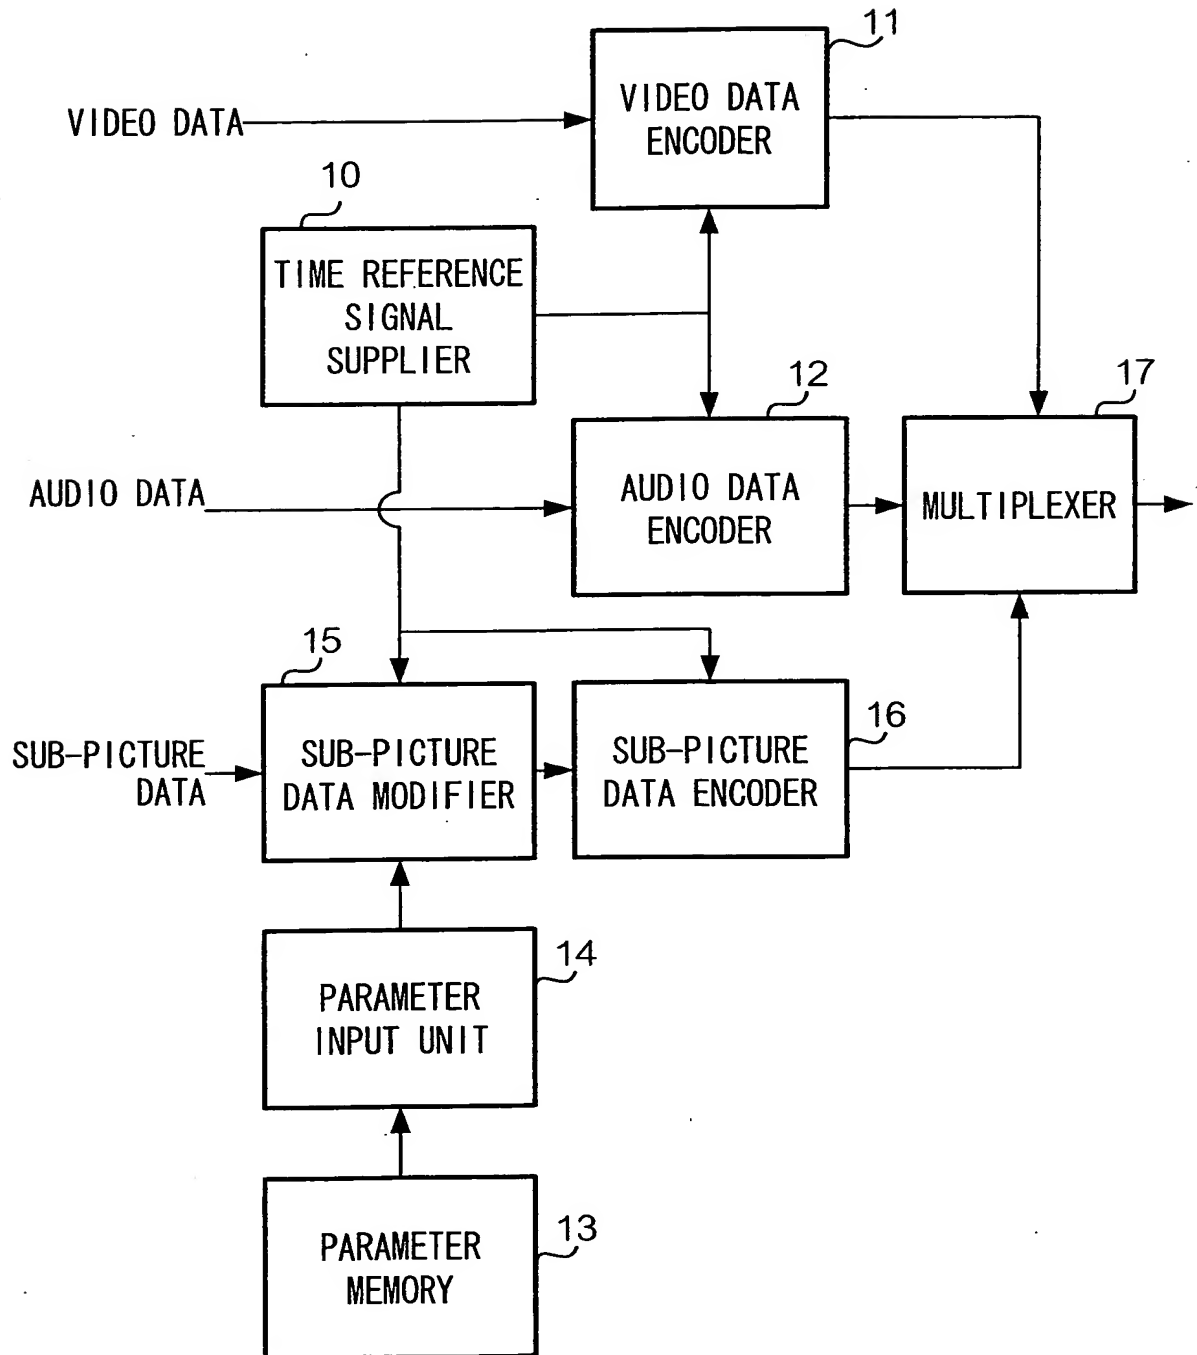 11
VIDEO DATA
VIDEO DATA
ENCODER
10
TIME REFERENCE
SIGNAL
SUPPLIER
12
17
AUDIO DATA
AUDIO DATA
ENCODER
MULTIPLEXER
15
16
SUB-PICTURE
DATA
SUB-PICTURE
DATA MODIFIER
SUB-PICTURE
DATA ENCODER
14
PARAMETER
INPUT UNIT
13
PARAMETER
MEMORY